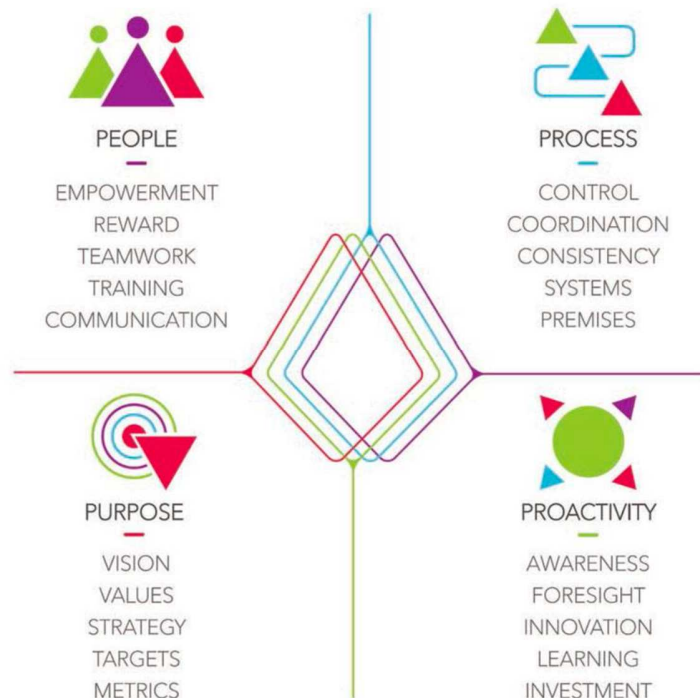 PEOPLE
EMPOWERMENT
REWARD
TEAMWORK
TRAINING
COMMUNICATION
PROCESS
CONTROL
COORDINATION
CONSISTENCY
SYSTEMS
PREMISES
PURPOSE
VISION
VALUES
STRATEGY
TARGETS
METRICS
PROACTIVITY
AWARENESS
FORESIGHT
INNOVATION
LEARNING
INVESTMENT